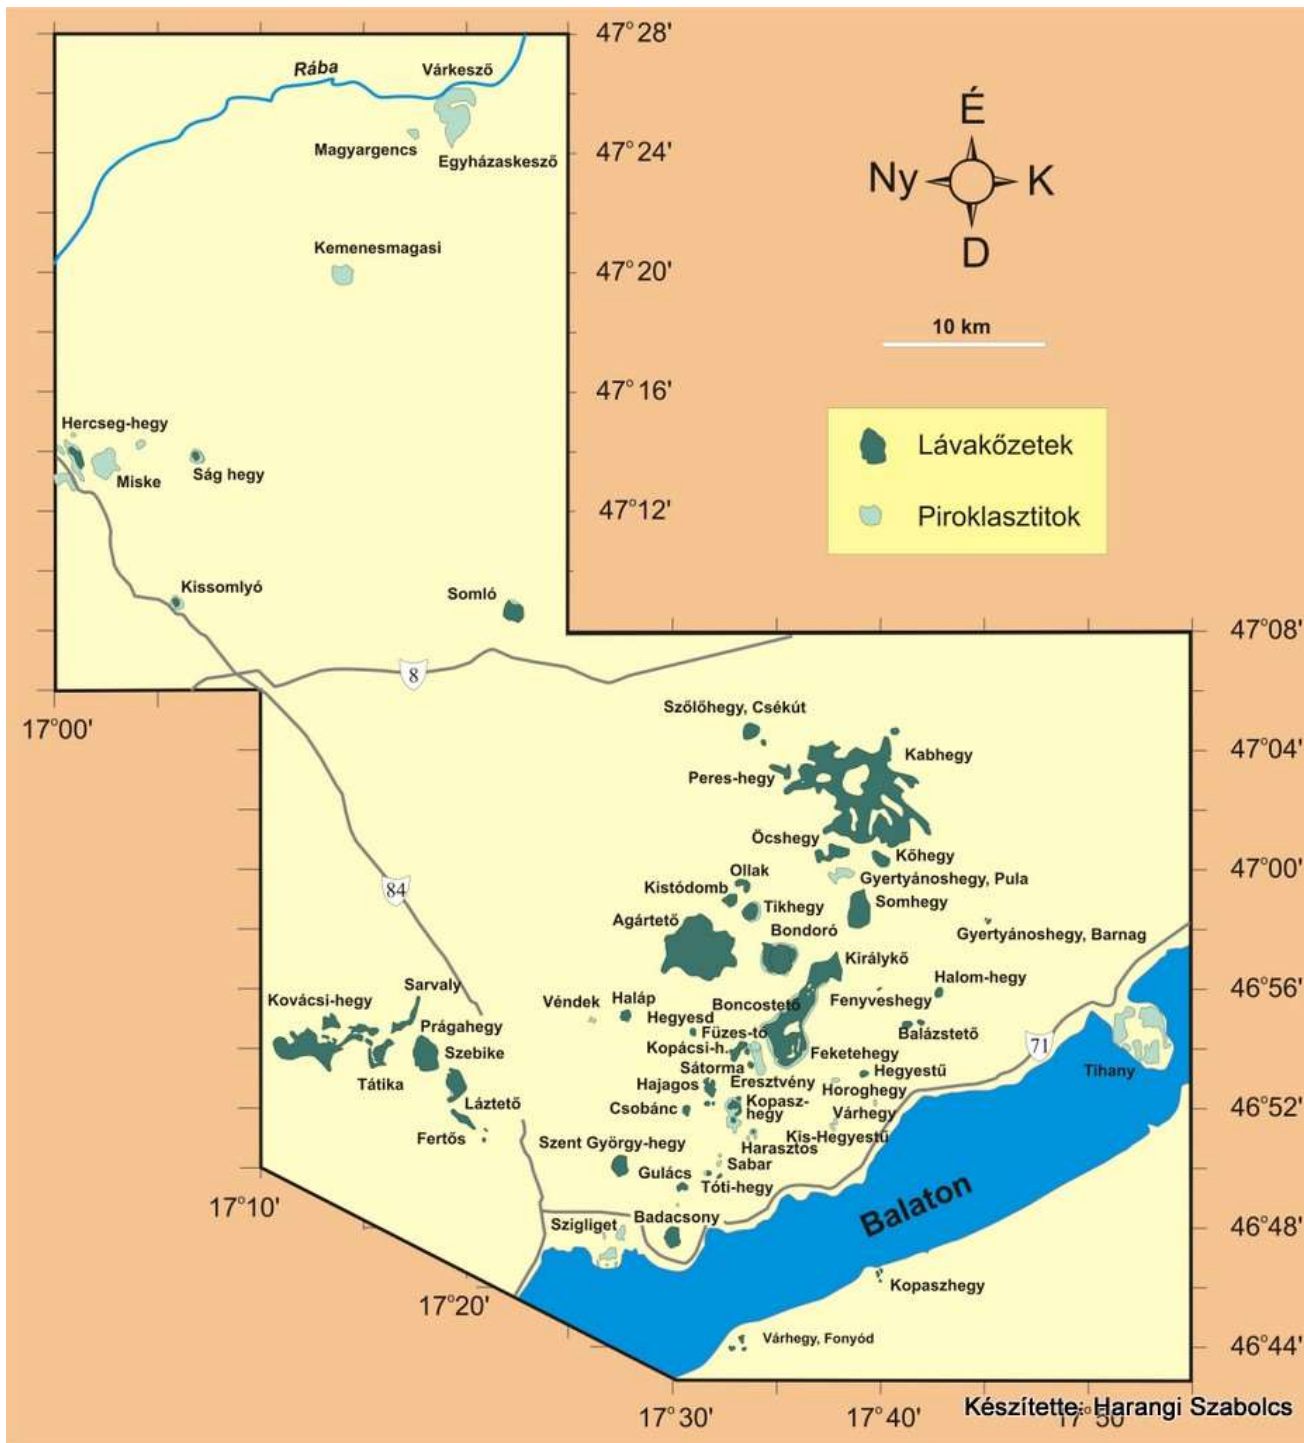 47°28'
Rába
Várkesző
É
Magyargencs
Egyházaskesző
47°24'
Ny
K
D
Kemenesmagasi
47°20'
10 km
47°16'
Hercseg-hegy
Miske
Ság hegy
Lávakőzetek
47°12'
Piroklasztitok
Kissomlyó
Somló
47°08'
8
17°00'
Szőlőhegy, Csékút
47°04'
Kabhegy
Peres-hegy
Öcshegy
Kőhegy
47°00'
Ollak
Gyertyánoshegy, Pula
84
Kistódomb
Somhegy
Tikhegy
Agártető
Bondoró
Gyertyánoshegy, Barnag
Királykő
Halom-hegy
46°56'
Sarvaly
Kovácsi-hegy
Véndek
Haláp
Boncostető
Fenyveshegy
Hegyesd
Prágahegy
Füzes-tó
Balázstető
71
Kopácsi-h.
Szebike
Feketehegy
Sátorma
Hegyestű
Tihany
Tátika
Hajagos
Eresztvény
Horoghegy
Láztető
Csobánc
Kopasz-
hegy
Várhegy
46°52'
Fertős
Kis-Hegyestű
Szent György-hegy
Harasztos
Sabar
Gulács
Tóti-hegy
17°10'
Balaton
Szigliget
Badacsony
46°48'
Kopaszhegy
17°20'
Várhegy, Fonyód
46°44'
17°30'
17°40'
17°50'
Készítette: Harangi Szabolcs